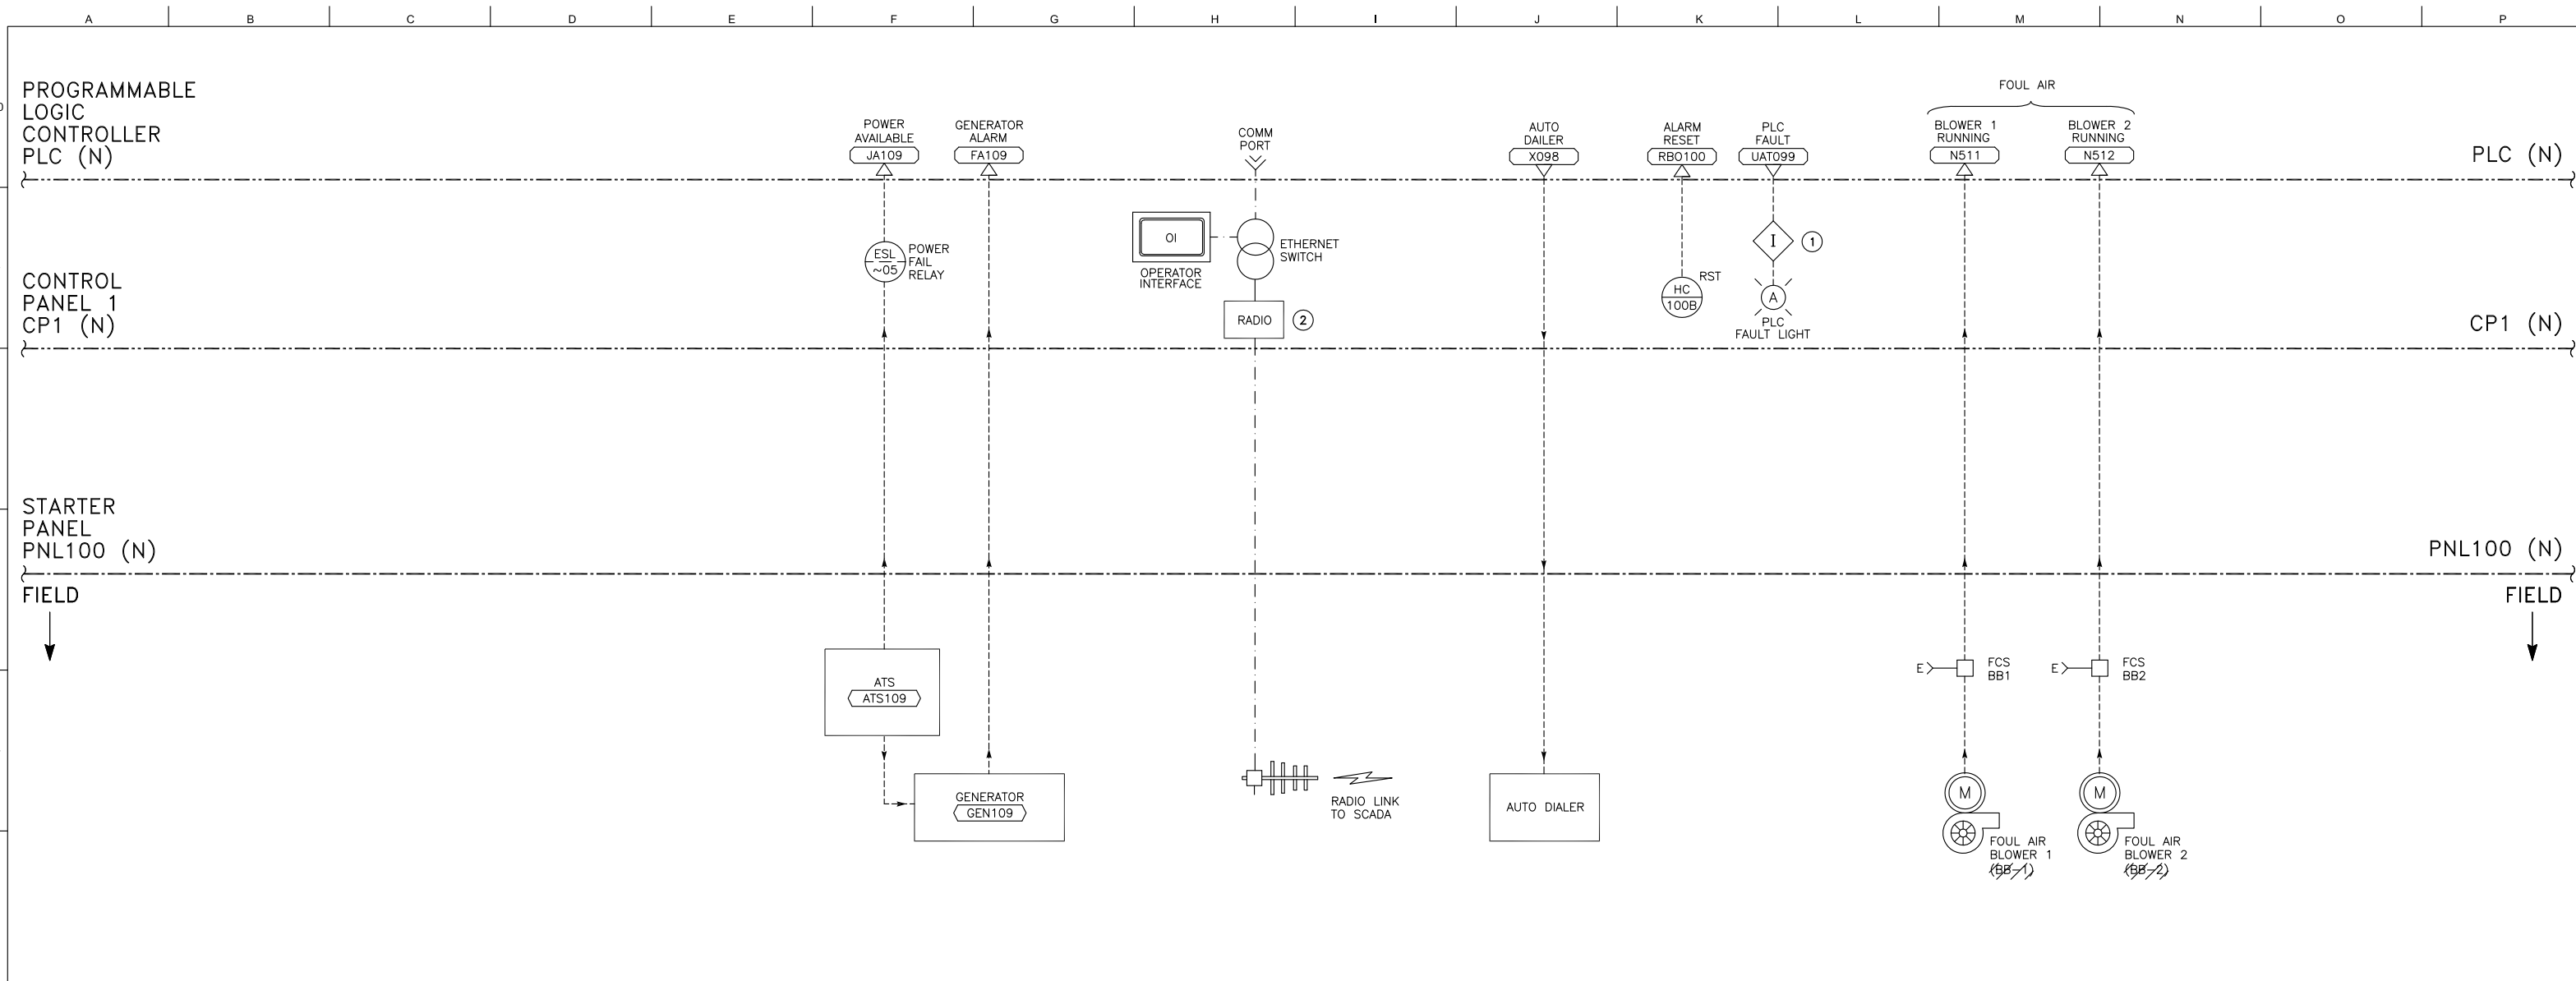 A B C D E F G H I J K L M N O P
PROGRAMMABLE
LOGIC
CONTROLLER
PLC (N)
POWER
AVAILABLE
JA109
GENERATOR
ALARM
FA109
COMM
PORT
AUTO
DAILER
X098
ALARM
RESET
RBO100
PLC
FAULT
UAT099
FOUL AIR
BLOWER 1
RUNNING
N511
BLOWER 2
RUNNING
N512
PLC (N)
CONTROL
PANEL 1
CP1 (N)
ESL
~05
POWER
FAIL
RELAY
OI
OPERATOR
INTERFACE
ETHERNET
SWITCH
RADIO
2
RST
HC
100B
I
1
A
PLC
FAULT LIGHT
CP1 (N)
STARTER
PANEL
PNL100 (N)
PNL100 (N)
FIELD
FIELD
ATS
ATS109
GENERATOR
GEN109
RADIO LINK
TO SCADA
AUTO DIALER
E
FCS
BB1
E
FCS
BB2
M
FOUL AIR
BLOWER 1
(BB-1)
M
FOUL AIR
BLOWER 2
(BB-2)